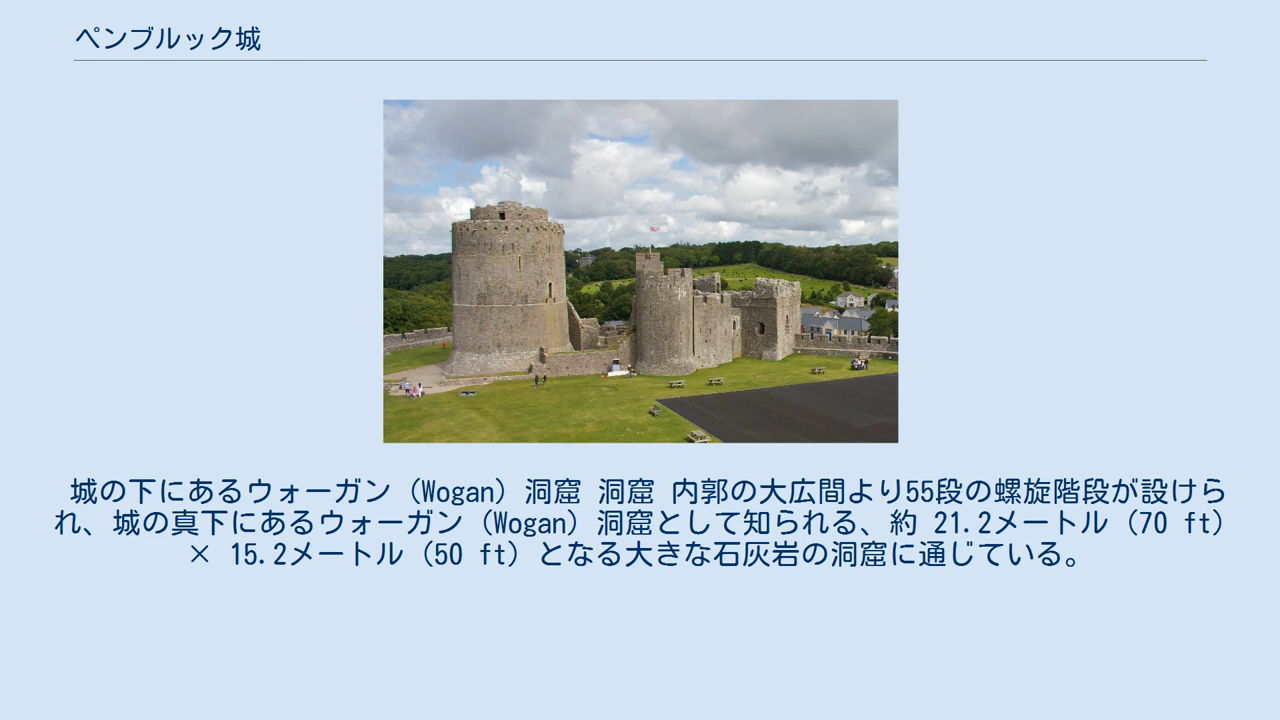 ペンブルック城
城の下にあるウォーガン（Wogan）洞窟 洞窟 内郭の大広間より55段の螺旋階段が設けら
れ、城の真下にあるウォーガン（Wogan）洞窟として知られる、約 21.2メートル（70 ft）
× 15.2メートル（50 ft）となる大きな石灰岩の洞窟に通じている。